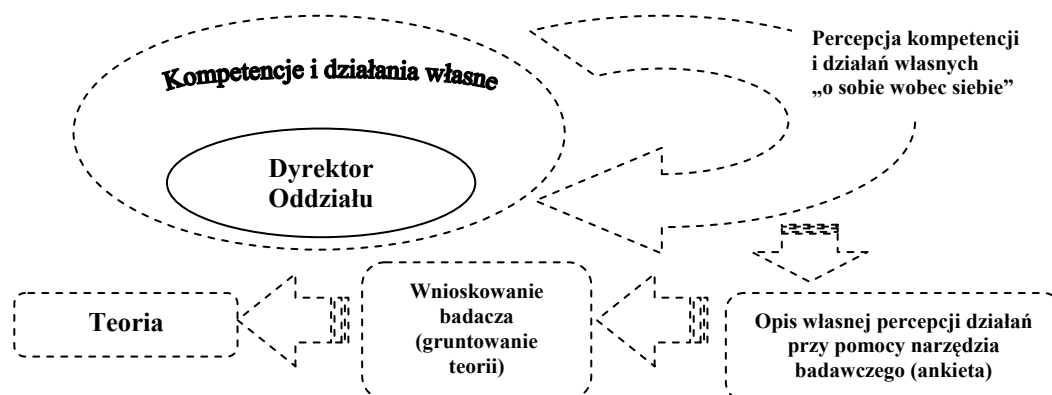 Kompetencje i działania własne
Dyrektor
Oddziału
Percepcja kompetencji
i działań własnych
„o sobie wobec siebie”
Opis własnej percepcji działań
przy pomocy narzędzia
badawczego (ankieta)
Wnioskowanie
badacza
(gruntowanie
teorii)
Teoria